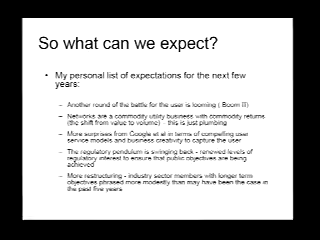 So what can we expect?
• My personal list of expectations for the next few
years:
– Another round of the battle for the user is looming ( Boom II)
– Networks are a commodity utility business with commodity returns
(the shift from value to volume) - this is just plumbing
– More surprises from Google et al in terms of compelling user
service models and business creativity to capture the user
– The regulatory pendulum is swinging back - renewed levels of
regulatory interest to ensure that public objectives are being
achieved
– More restructuring - industry sector members with longer term
objectives phrased more modestly than may have been the case in
the past five years